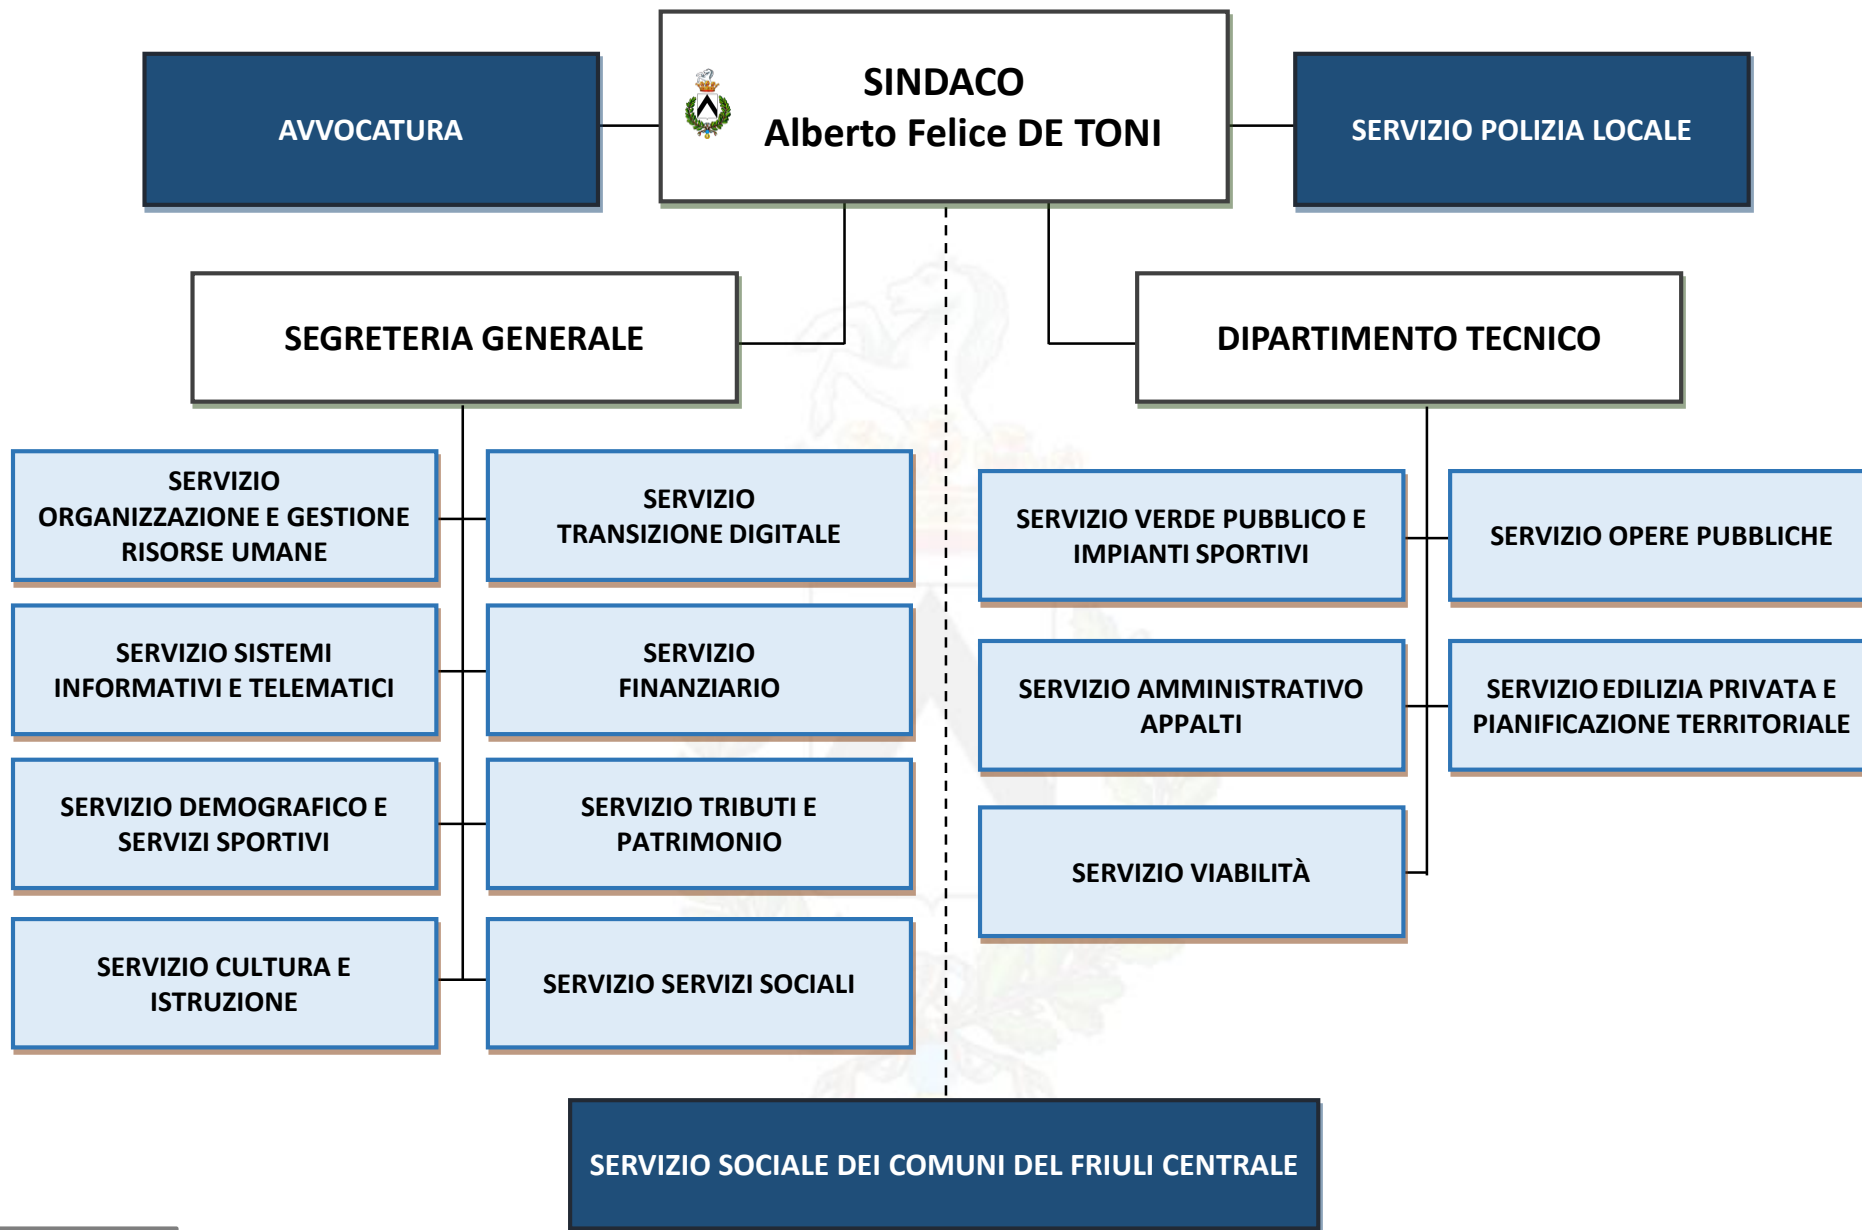 AVVOCATURA
SINDACO
Alberto Felice DE TONI
SERVIZIO POLIZIA LOCALE
SEGRETERIA GENERALE
DIPARTIMENTO TECNICO
SERVIZIO
ORGANIZZAZIONE E GESTIONE
RISORSE UMANE
SERVIZIO
TRANSIZIONE DIGITALE
SERVIZIO SISTEMI
INFORMATIVI E TELEMATICI
SERVIZIO
FINANZIARIO
SERVIZIO DEMOGRAFICO E
SERVIZI SPORTIVI
SERVIZIO TRIBUTI E
PATRIMONIO
SERVIZIO CULTURA E
ISTRUZIONE
SERVIZIO SERVIZI SOCIALI
SERVIZIO VERDE PUBBLICO E
IMPIANTI SPORTIVI
SERVIZIO OPERE PUBBLICHE
SERVIZIO AMMINISTRATIVO
APPALTI
SERVIZIO EDILIZIA PRIVATA E
PIANIFICAZIONE TERRITORIALE
SERVIZIO VIABILITÀ
SERVIZIO SOCIALE DEI COMUNI DEL FRIULI CENTRALE